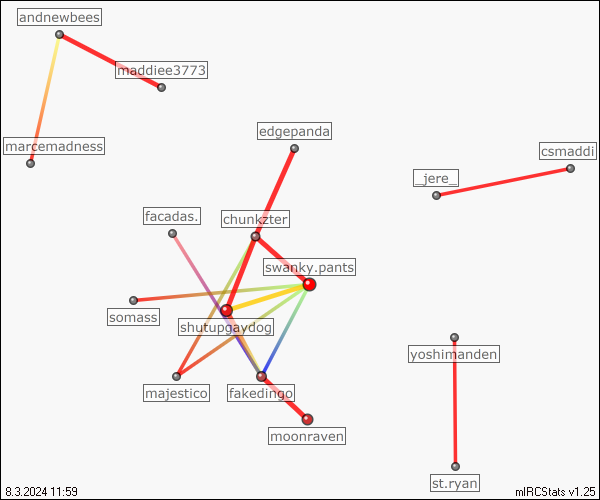 andnewbees
maddiee3773
edgepanda
marcemadness
csmaddi
_jere_
facadas.
chunkzter
swanky.pants
somass
shutupgaydog
yoshimanden
majestico
fakedingo
moonraven
st.ryan
8.3.2024 11:59
mIRCStats v1.25